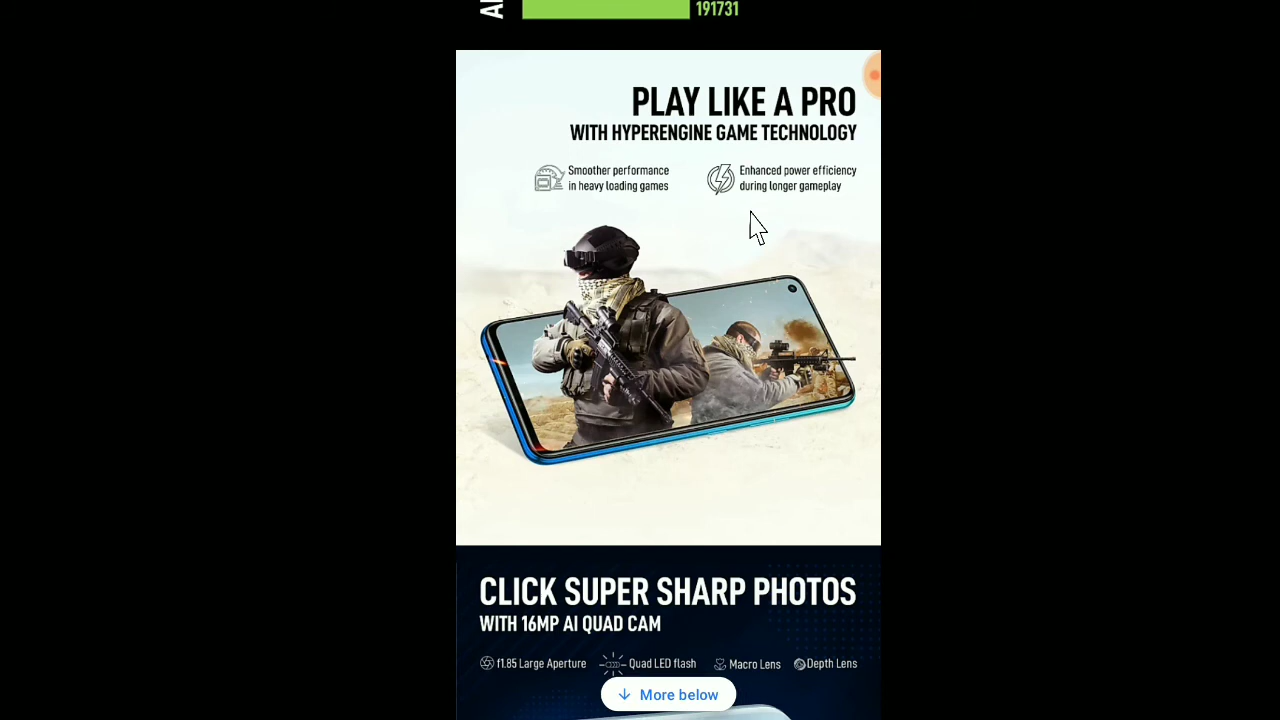 191731
PLAY LIKE A PRO
WITH HYPERENGINE GAME TECHNOLOGY
Smoother performance
in heavy loading games
Enhanced power efficiency
during longer gameplay
CLICK SUPER SHARP PHOTOS
WITH 16MP AI QUAD CAM
f1.85 Large Aperture
Quad LED flash
Macro Lens
Depth Lens
More below